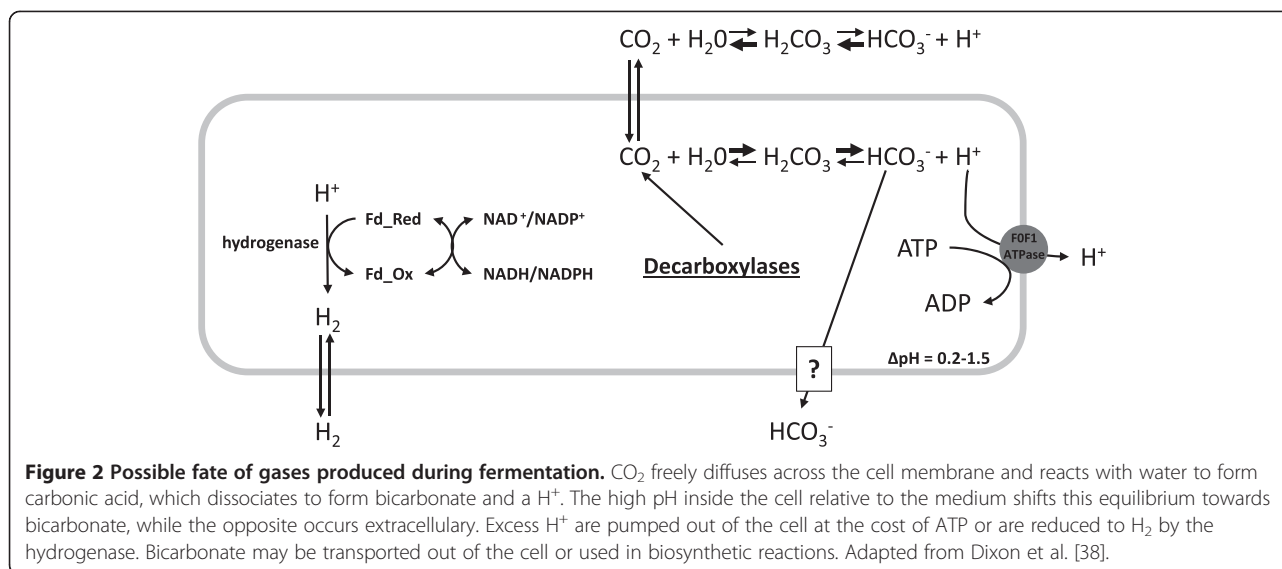 CO2 + H20 ⇌ H2CO3 ⇌ HCO3- + H+
CO2 + H20 ⇌ H2CO3 ⇌ HCO3- + H+
H+
hydrogenase
Fd_Red
NAD+/NADP+
Fd_Ox
NADH/NADPH
H2
H2
Decarboxylases
ATP
ADP
F0F1
ATPase
H+
ΔpH = 0.2-1.5
?
HCO3-
Figure 2 Possible fate of gases produced during fermentation. CO2 freely diffuses across the cell membrane and reacts with water to form
carbonic acid, which dissociates to form bicarbonate and a H+. The high pH inside the cell relative to the medium shifts this equilibrium towards
bicarbonate, while the opposite occurs extracellulary. Excess H+ are pumped out of the cell at the cost of ATP or are reduced to H2 by the
hydrogenase. Bicarbonate may be transported out of the cell or used in biosynthetic reactions. Adapted from Dixon et al. [38].